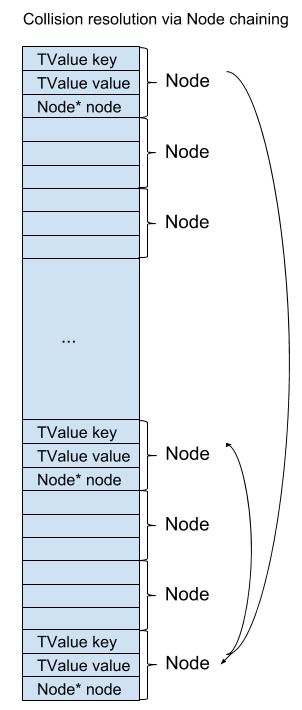 Collision resolution via Node chaining
TValue key
TValue value
Node* node
Node
Node
Node
...
TValue key
TValue value
Node* node
Node
Node
Node
TValue key
TValue value
Node* node
Node